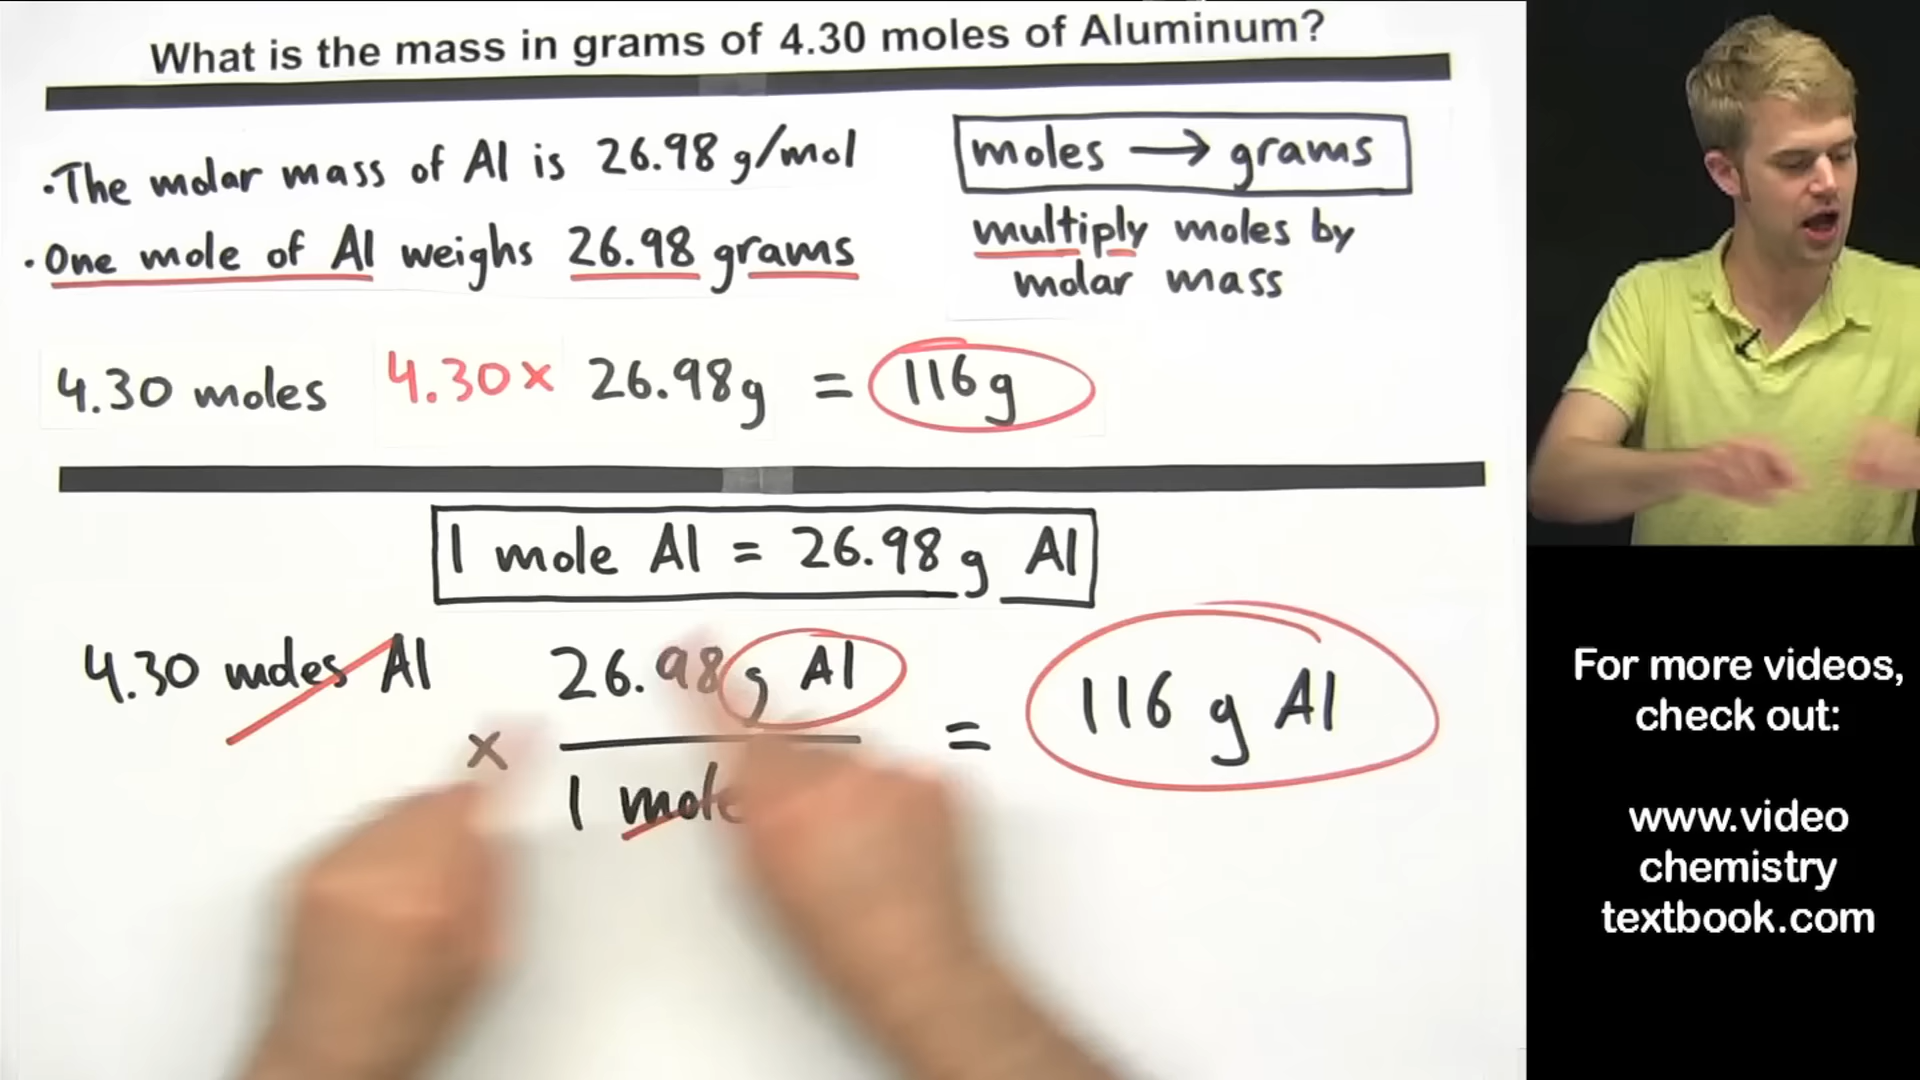 What is the mass in grams of 4.30 moles of Aluminum?
•The molar mass of Al is 26.98 g/mol
•One mole of Al weighs 26.98 grams
moles → grams
multiply moles by
molar mass
4.30 moles 4.30 x 26.98g = 116g
1 mole Al = 26.98 g Al
4.30 moles Al x 26.98 g Al = 116 g Al
1 mole
For more videos,
check out:
www.video
chemistry
textbook.com